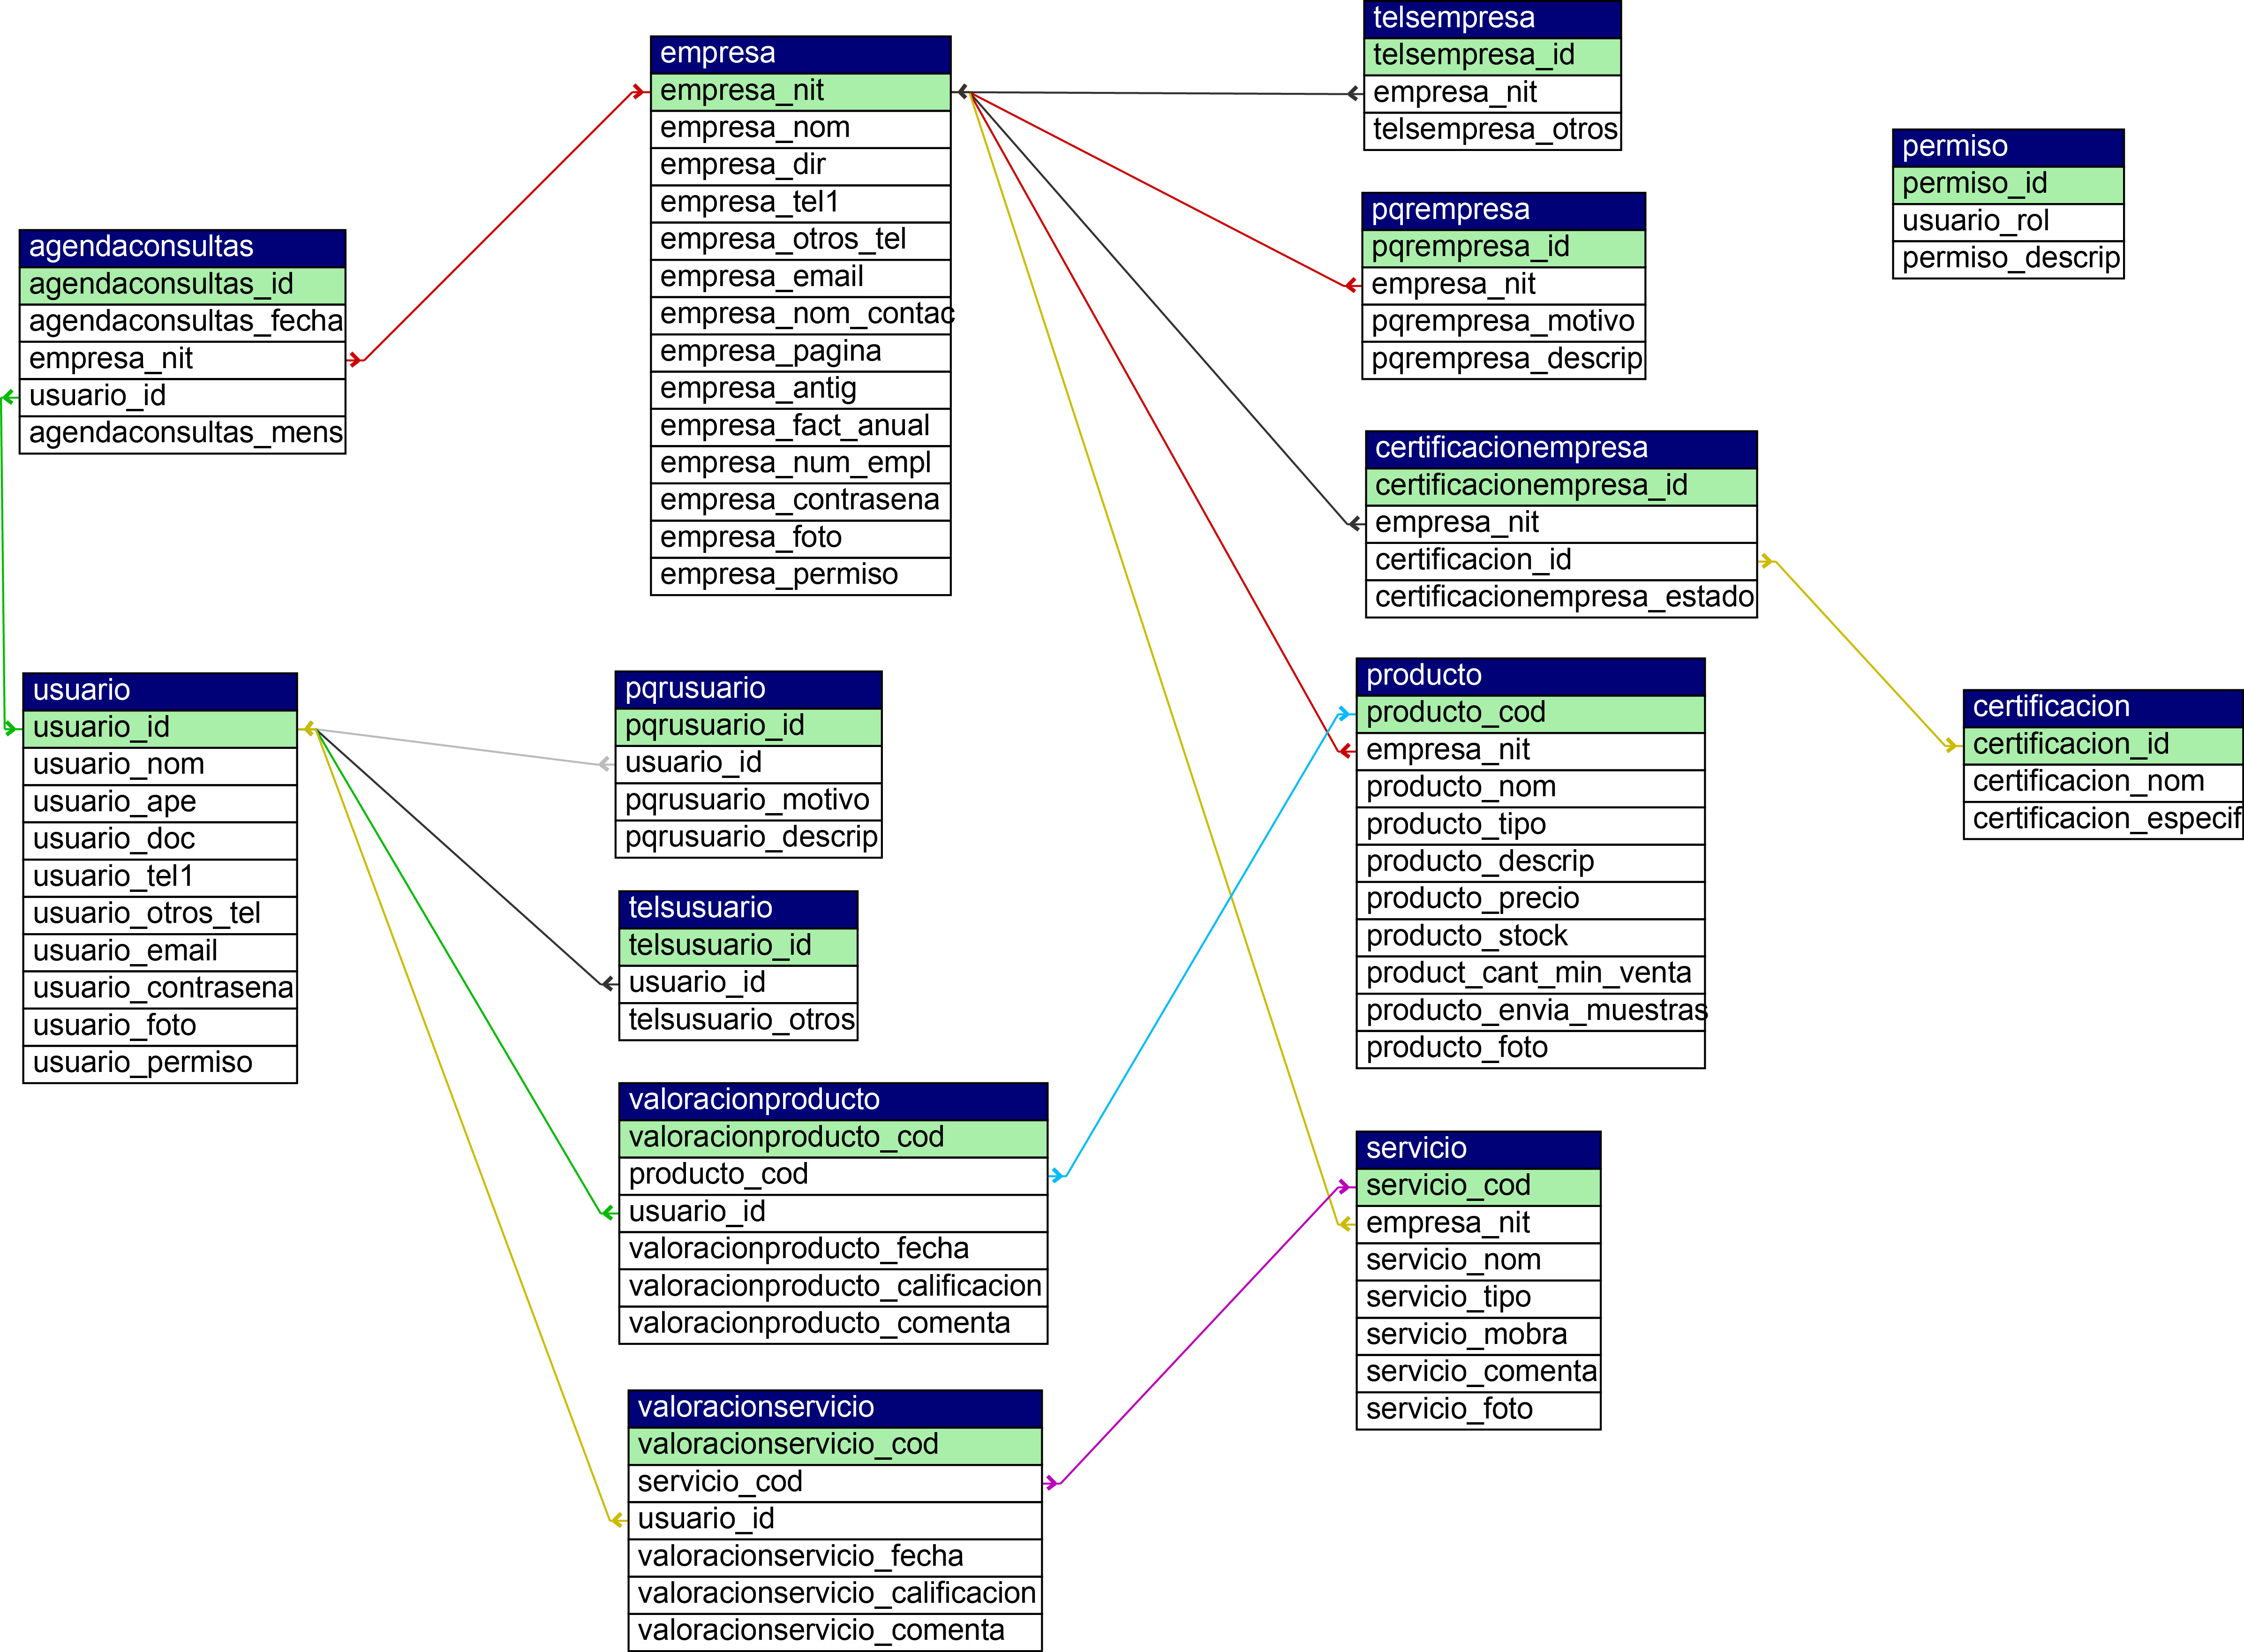 telsempresa
telsempresa_id
empresa_nit
telsempresa_otros
empresa
empresa_nit
empresa_nom
empresa_dir
empresa_tel1
empresa_otros_tel
empresa_email
empresa_nom_contac
empresa_pagina
empresa_antig
empresa_fact_anual
empresa_num_empl
empresa_contrasena
empresa_foto
empresa_permiso
permiso
permiso_id
usuario_rol
permiso_descrip
pqrempresa
pqrempresa_id
empresa_nit
pqrempresa_motivo
pqrempresa_descrip
agendaconsultas
agendaconsultas_id
agendaconsultas_fecha
empresa_nit
usuario_id
agendaconsultas_mens
certificacionempresa
certificacionempresa_id
empresa_nit
certificacion_id
certificacionempresa_estado
producto
producto_cod
empresa_nit
producto_nom
producto_tipo
producto_descrip
producto_precio
producto_stock
product_cant_min_venta
producto_envia_muestras
producto_foto
certificacion
certificacion_id
certificacion_nom
certificacion_especif
usuario
usuario_id
usuario_nom
usuario_ape
usuario_doc
usuario_tel1
usuario_otros_tel
usuario_email
usuario_contrasena
usuario_foto
usuario_permiso
pqrusuario
pqrusuario_id
usuario_id
pqrusuario_motivo
pqrusuario_descrip
telsusuario
telsusuario_id
usuario_id
telsusuario_otros
valoracionproducto
valoracionproducto_cod
producto_cod
usuario_id
valoracionproducto_fecha
valoracionproducto_calificacion
valoracionproducto_comenta
servicio
servicio_cod
empresa_nit
servicio_nom
servicio_tipo
servicio_mobra
servicio_comenta
servicio_foto
valoracionservicio
valoracionservicio_cod
servicio_cod
usuario_id
valoracionservicio_fecha
valoracionservicio_calificacion
valoracionservicio_comenta